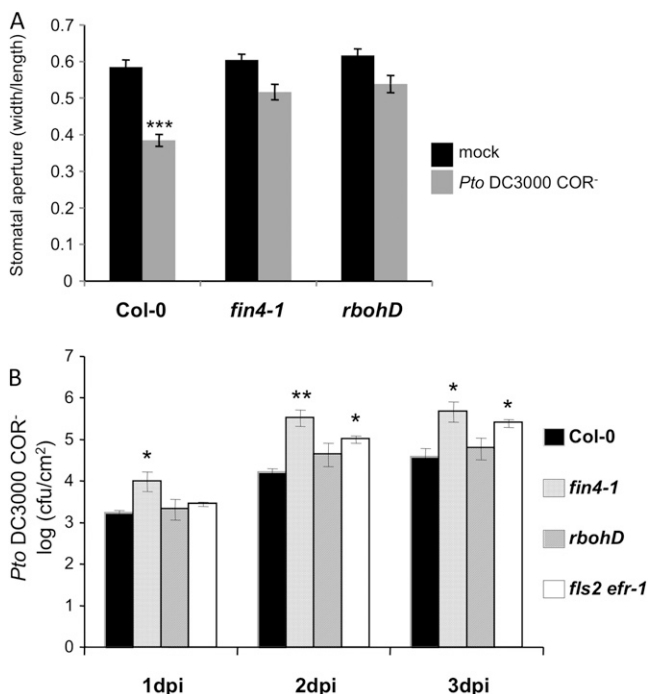 A
Stomatal aperture (width/length)
0.7
0.6
0.5
0.4
0.3
0.2
0.1
0
***
mock
Pto DC3000 COR-
Col-0 fin4-1 rbohD
B
Pto DC3000 COR-
log (cfu/cm2)
7
6
5
4
3
2
1
0
*
**
*
*
*
Col-0
fin4-1
rbohD
fls2 efr-1
1dpi 2dpi 3dpi